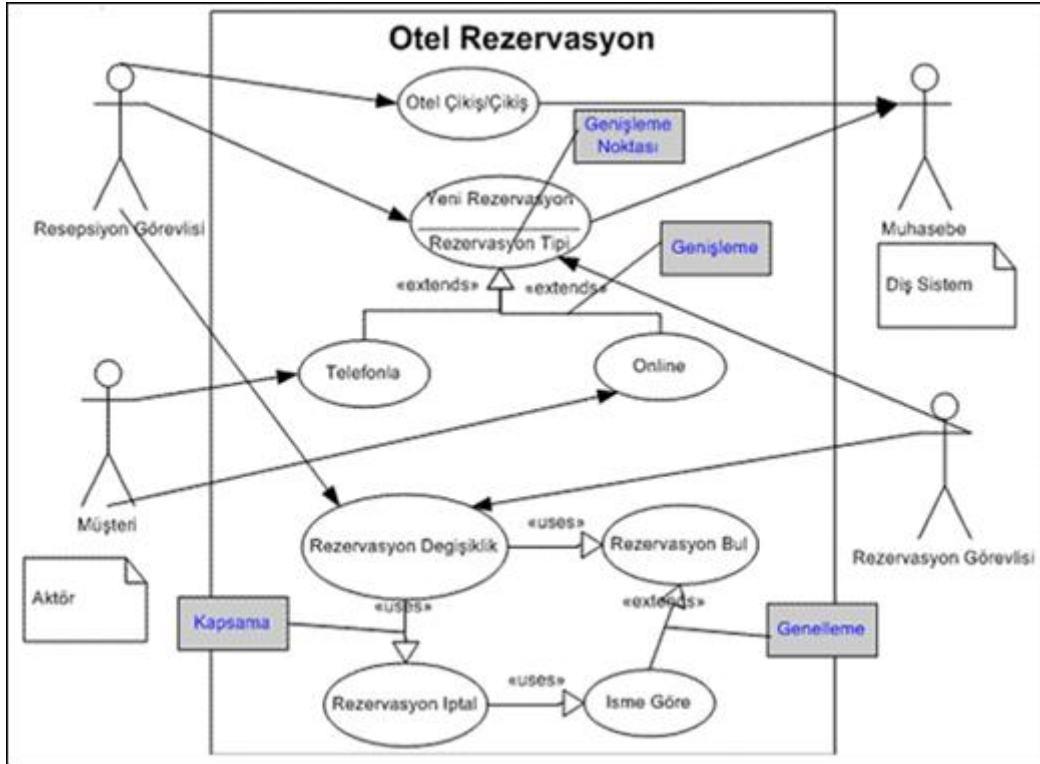 Otel Rezervasyon
Otel Çikiş/Çikiş
Genişleme
Noktası
Yeni Rezervasyon
Rezervasyon Tipi
Resepsiyon Görevlisi
Muhasebe
Genişleme
«extends»
«extends»
Diş Sistem
Telefonla
Online
Müşteri
«uses»
Rezervasyon Degişiklik
Rezervasyon Bul
Rezervasyon Görevlisi
Aktör
«uses»
«extends»
Kapsama
Genelleme
«uses»
Rezervasyon Iptal
Isme Göre